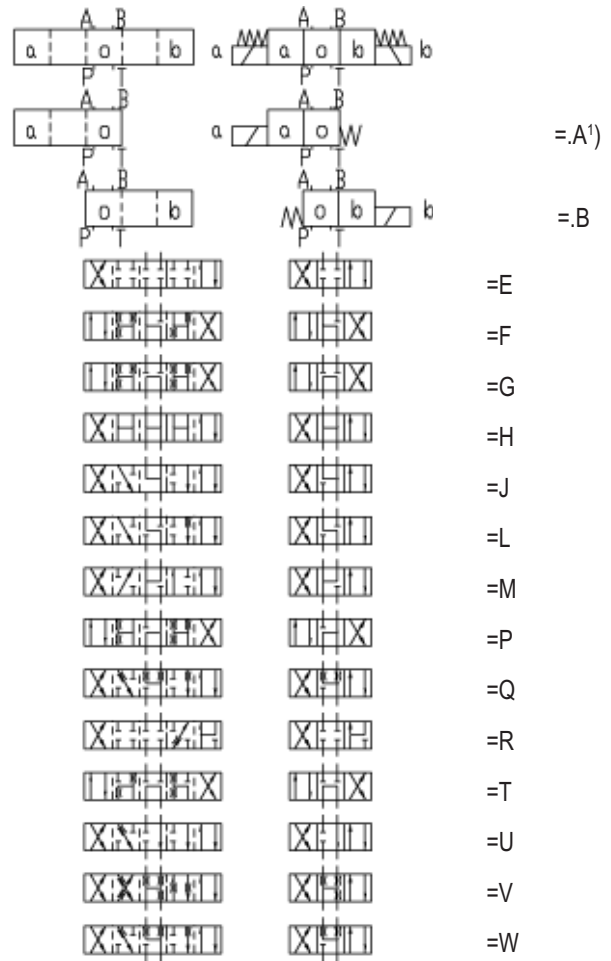 A B A B
a o b a a o b b
P T P T
A B A B
a o a a o =.A¹)
P T P T
A B A B
o b o b b =.B
P T P T
=E
=F
=G
=H
=J
=L
=M
=P
=Q
=R
=T
=U
=V
=W